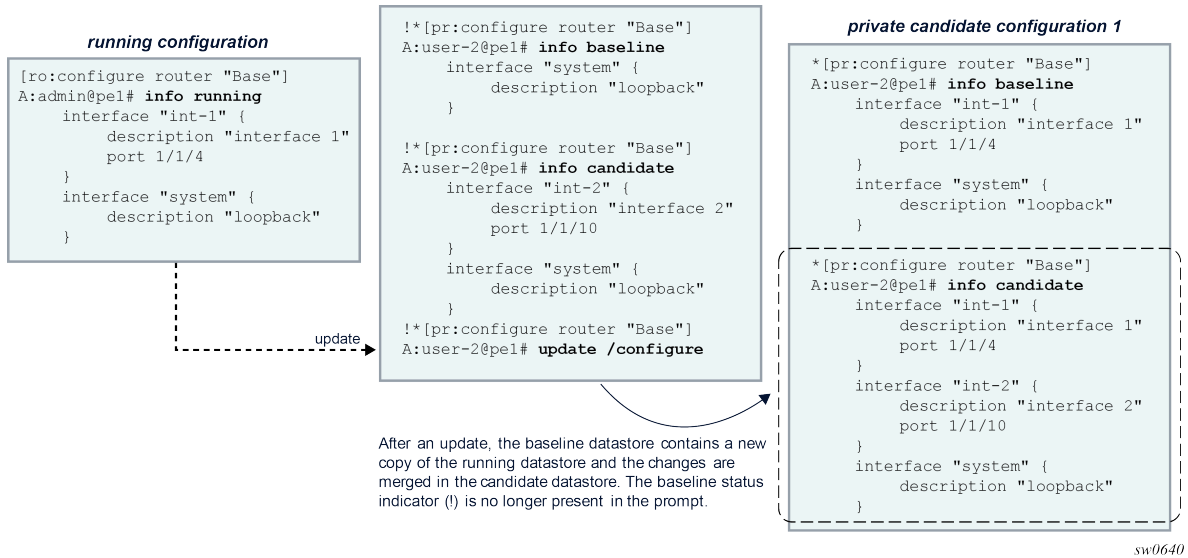 running configuration
[ro:configure router "Base"]
A:admin@pe1# info running
interface "int-1" {
description "interface 1"
port 1/1/4
}
interface "system" {
description "loopback"
}
update
!*[pr:configure router "Base"]
A:user-2@pe1# info baseline
interface "system" {
description "loopback"
}
!*[pr:configure router "Base"]
A:user-2@pe1# info candidate
interface "int-2" {
description "interface 2"
port 1/1/10
}
interface "system" {
description "loopback"
}
!*[pr:configure router "Base"]
A:user-2@pe1# update /configure
After an update, the baseline datastore contains a new
copy of the running datastore and the changes are
merged in the candidate datastore. The baseline status
indicator (!) is no longer present in the prompt.
private candidate configuration 1
*[pr:configure router "Base"]
A:user-2@pe1# info baseline
interface "int-1" {
description "interface 1"
port 1/1/4
}
interface "system" {
description "loopback"
}
*[pr:configure router "Base"]
A:user-2@pe1# info candidate
interface "int-1" {
description "interface 1"
port 1/1/4
}
interface "int-2" {
description "interface 2"
port 1/1/10
}
interface "system" {
description "loopback"
}
sw0640